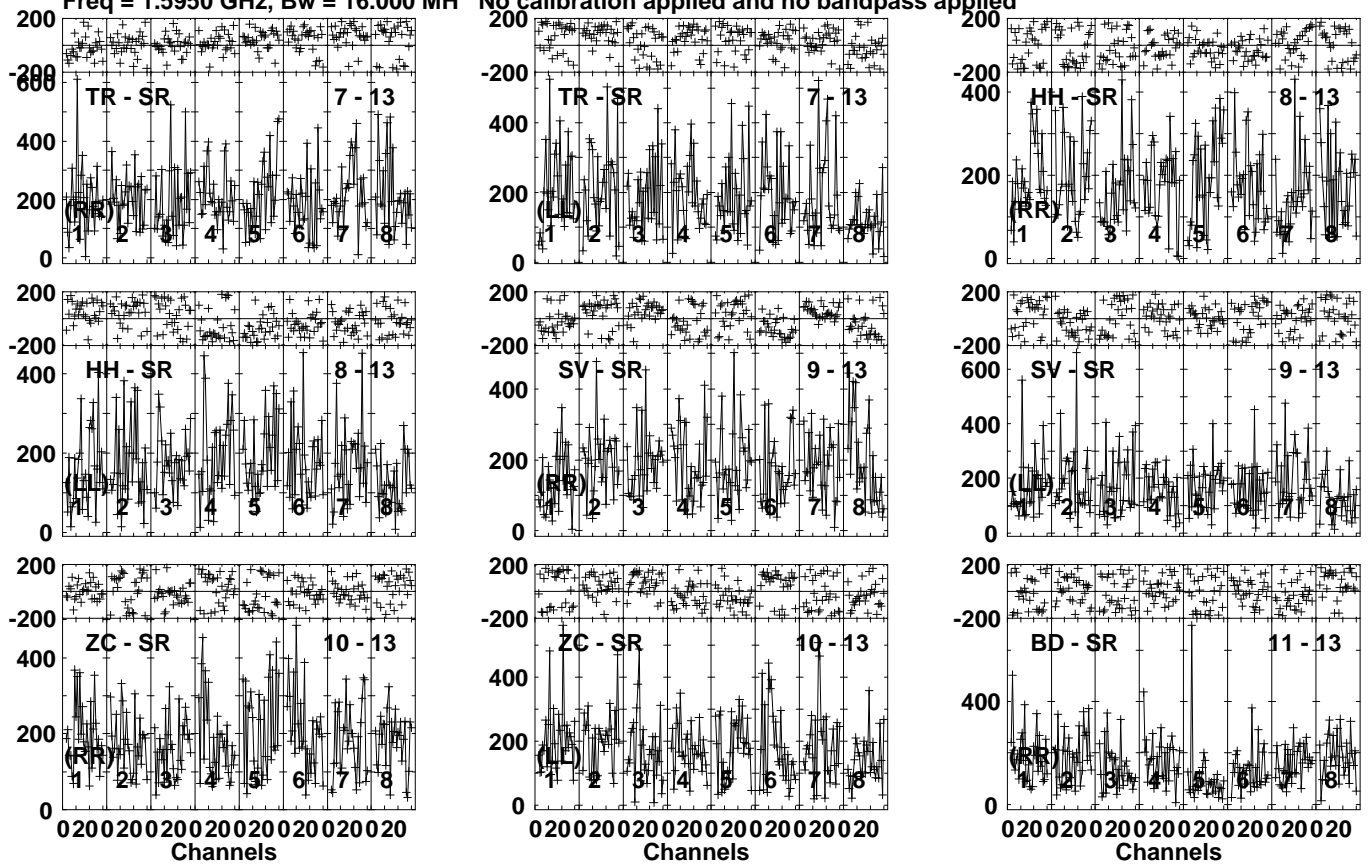 Freq = 1.5950 GHz, Bw = 16.000 MH No calibration applied and no bandpass applied
200
-200
600
400
200
0
TR - SR 7 - 13
(RR)
1 2 3 4 5 6 7 8
200
-200
400
200
0
TR - SR 7 - 13
(LL)
1 2 3 4 5 6 7 8
200
-200
400
200
0
HH - SR 8 - 13
(RR)
1 2 3 4 5 6 7 8
200
-200
400
200
0
HH - SR 8 - 13
(LL)
1 2 3 4 5 6 7 8
200
-200
400
200
0
SV - SR 9 - 13
(RR)
1 2 3 4 5 6 7 8
200
-200
600
400
200
0
SV - SR 9 - 13
(LL)
1 2 3 4 5 6 7 8
200
-200
400
200
0
ZC - SR 10 - 13
(RR)
1 2 3 4 5 6 7 8
0 20 0 20 0 20 0 20 0 20 0 20 0 20 0 20
Channels
200
-200
400
200
0
ZC - SR 10 - 13
(LL)
1 2 3 4 5 6 7 8
0 20 0 20 0 20 0 20 0 20 0 20 0 20 0 20
Channels
200
-200
400
0
BD - SR 11 - 13
(RR)
1 2 3 4 5 6 7 8
0 20 0 20 0 20 0 20 0 20 0 20 0 20 0 20
Channels